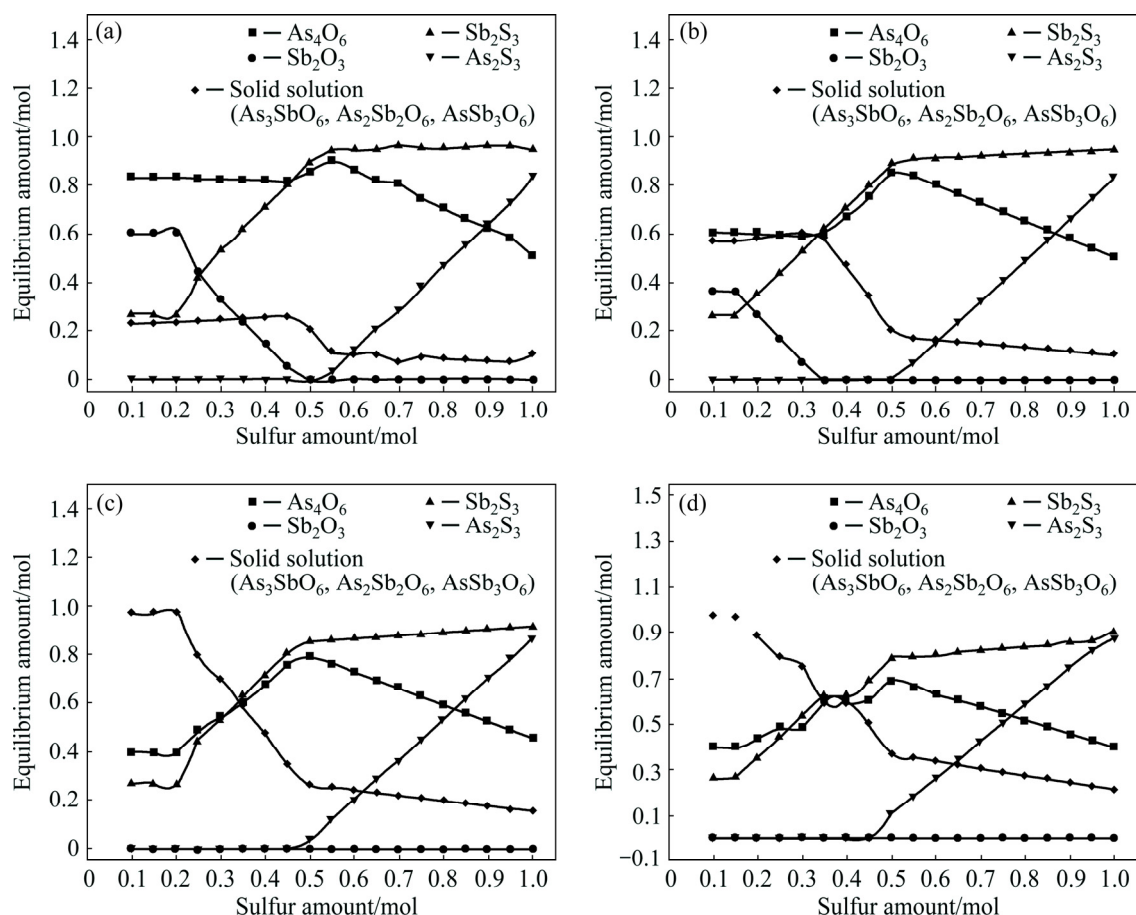 (a)
As₄O₆
Sb₂S₃
Sb₂O₃
As₂S₃
Solid solution
(As₃SbO₆, As₂Sb₂O₆, AsSb₃O₆)
1.4
1.2
1.0
0.8
0.6
0.4
0.2
0
Equilibrium amount/mol
0 0.1 0.2 0.3 0.4 0.5 0.6 0.7 0.8 0.9 1.0
Sulfur amount/mol
(b)
As₄O₆
Sb₂S₃
Sb₂O₃
As₂S₃
Solid solution
(As₃SbO₆, As₂Sb₂O₆, AsSb₃O₆)
1.4
1.2
1.0
0.8
0.6
0.4
0.2
0
Equilibrium amount/mol
0 0.1 0.2 0.3 0.4 0.5 0.6 0.7 0.8 0.9 1.0
Sulfur amount/mol
(c)
As₄O₆
Sb₂S₃
Sb₂O₃
As₂S₃
Solid solution
(As₃SbO₆, As₂Sb₂O₆, AsSb₃O₆)
1.4
1.2
1.0
0.8
0.6
0.4
0.2
0
Equilibrium amount/mol
0 0.1 0.2 0.3 0.4 0.5 0.6 0.7 0.8 0.9 1.0
Sulfur amount/mol
(d)
As₄O₆
Sb₂S₃
Sb₂O₃
As₂S₃
Solid solution
(As₃SbO₆, As₂Sb₂O₆, AsSb₃O₆)
1.5
1.3
1.1
0.9
0.7
0.5
0.3
0.1
−0.1
Equilibrium amount/mol
0 0.1 0.2 0.3 0.4 0.5 0.6 0.7 0.8 0.9 1.0
Sulfur amount/mol